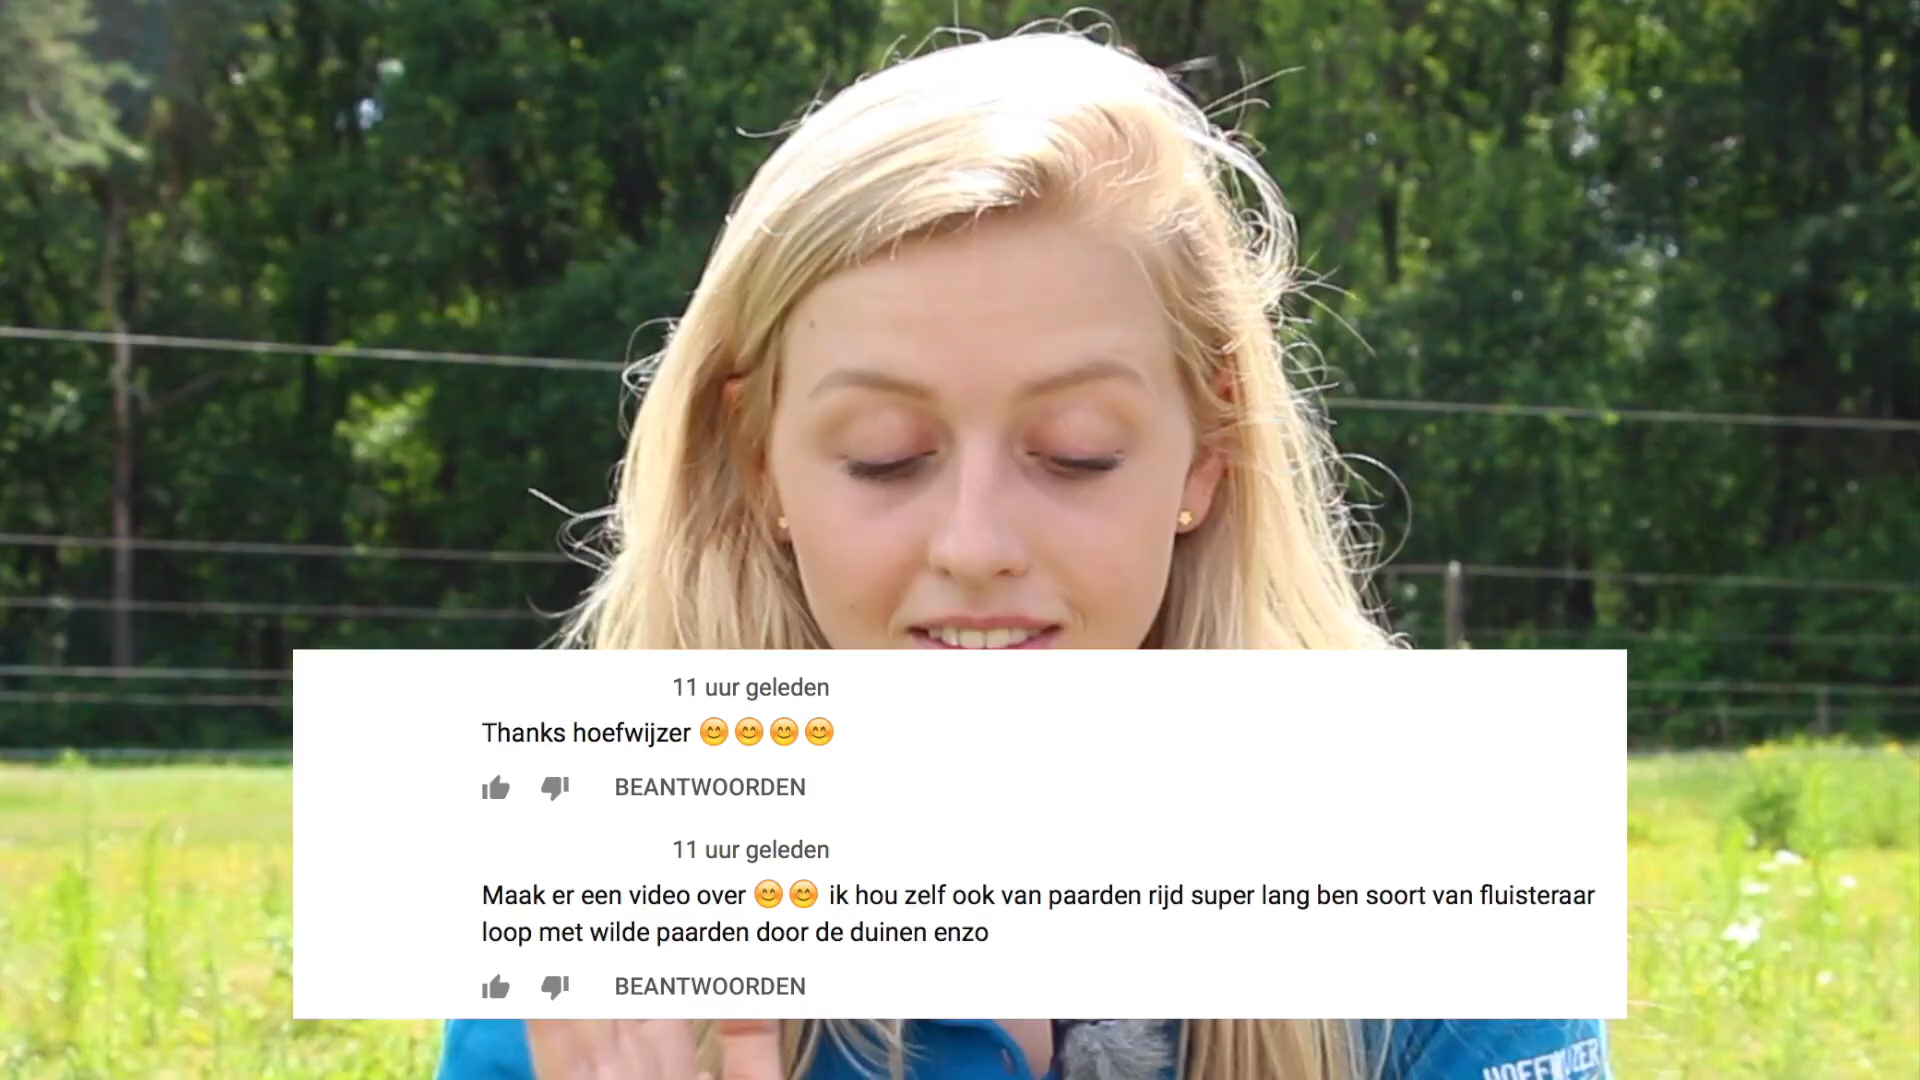 11 uur geleden
Thanks hoefwijzer 😊😊😊😊
BEANTWOORDEN
11 uur geleden
Maak er een video over 😊😊 ik hou zelf ook van paarden rijd super lang ben soort van fluisteraar
loop met wilde paarden door de duinen enzo
BEANTWOORDEN
HOEFWIJZER